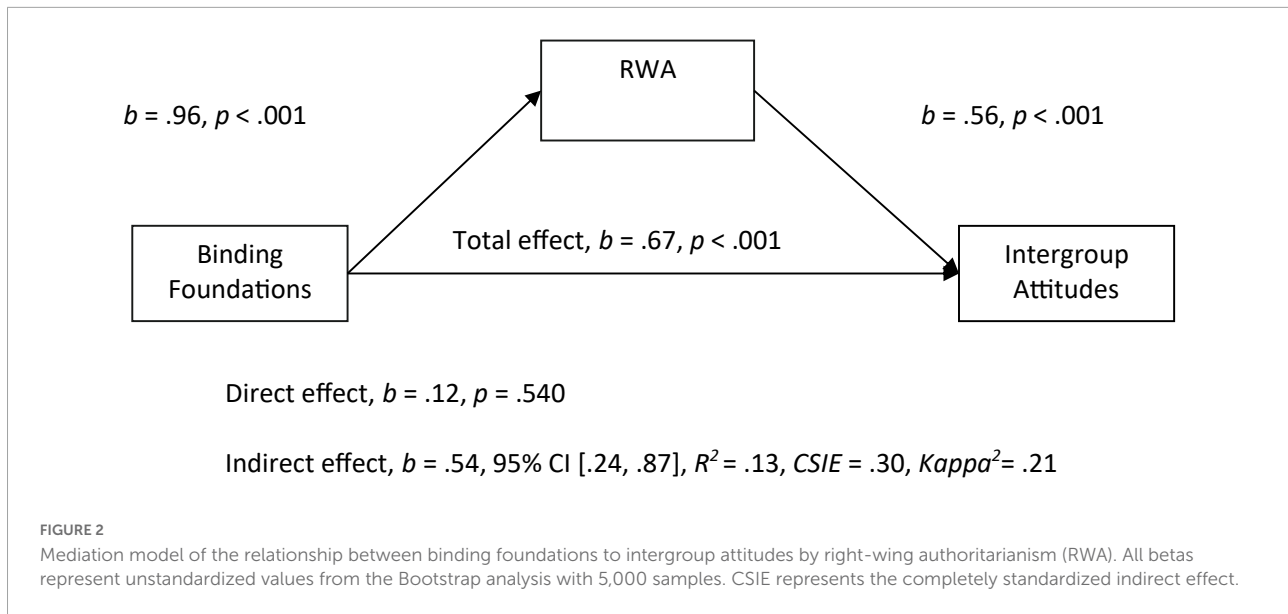 RWA
b = .96, p < .001
b = .56, p < .001
Total effect, b = .67, p < .001
Binding
Foundations
Intergroup
Attitudes
Direct effect, b = .12, p = .540
Indirect effect, b = .54, 95% CI [.24, .87], R² = .13, CSIE = .30, Kappa²= .21
FIGURE 2
Mediation model of the relationship between binding foundations to intergroup attitudes by right-wing authoritarianism (RWA). All betas
represent unstandardized values from the Bootstrap analysis with 5,000 samples. CSIE represents the completely standardized indirect effect.